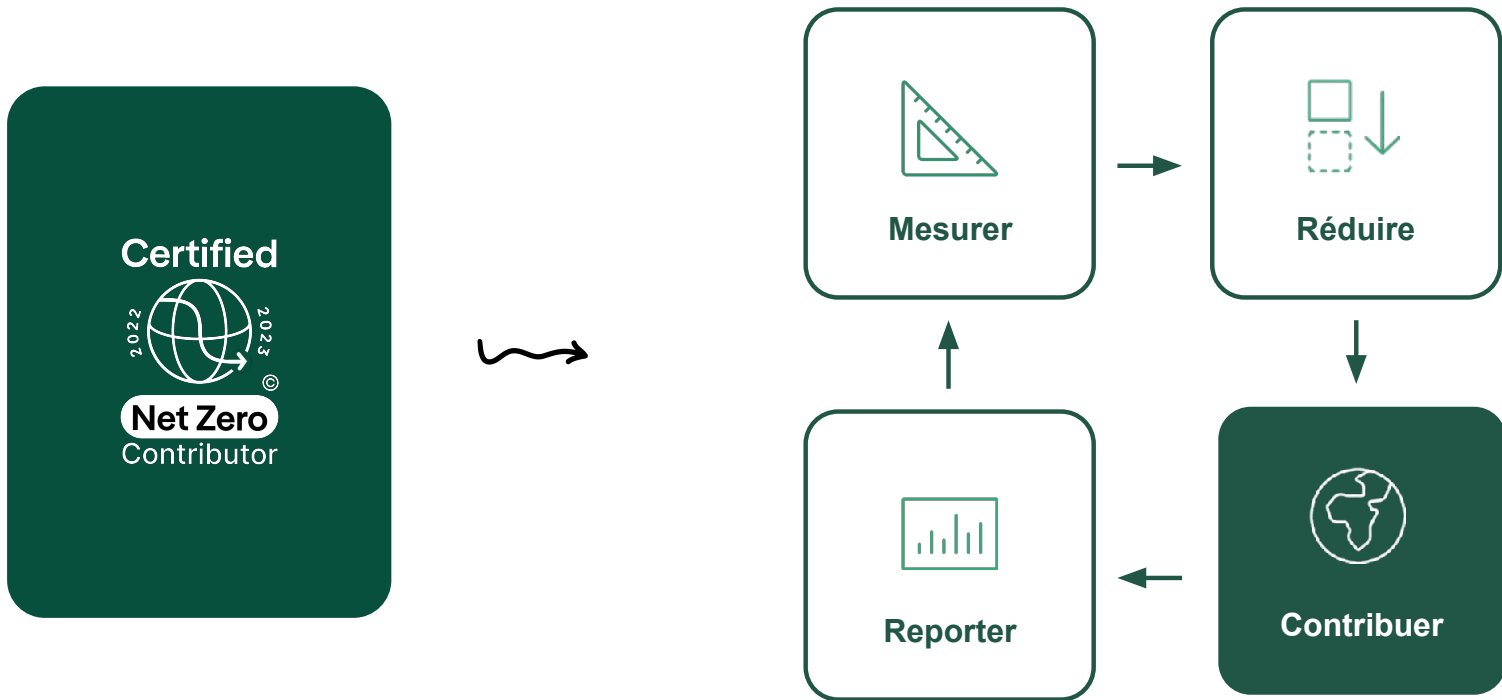 Certified
2022
2023
©
Net Zero
Contributor
Mesurer
Réduire
Reporter
Contribuer